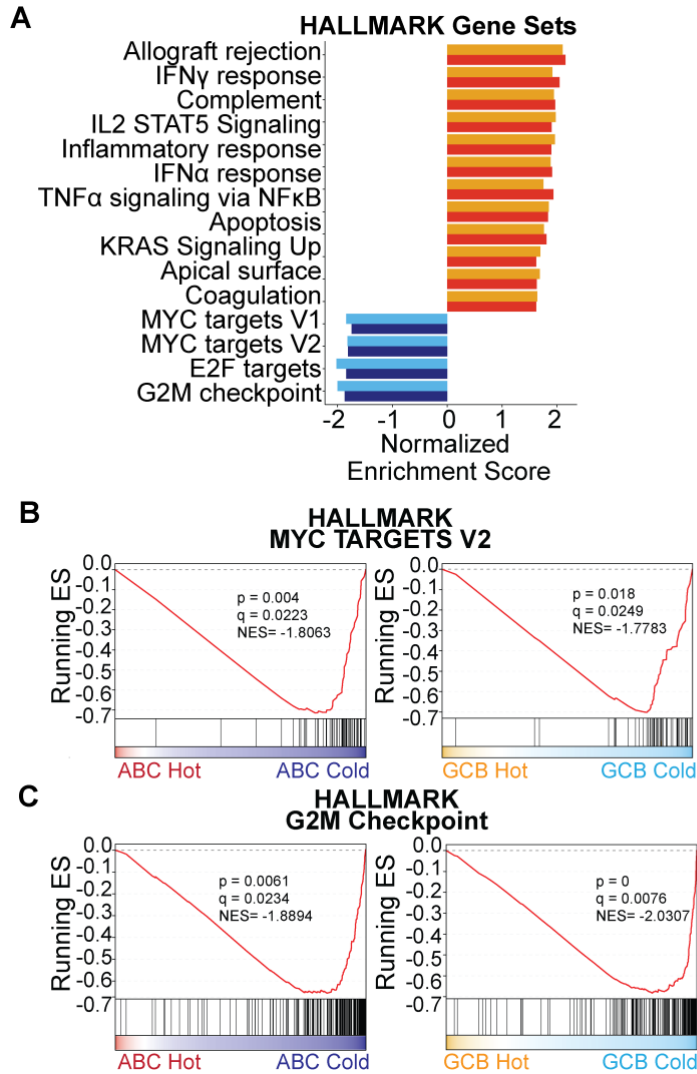 A
HALLMARK Gene Sets
Allograft rejection
IFNγ response
Complement
IL2 STAT5 Signaling
Inflammatory response
IFNα response
TNFα signaling via NFκB
Apoptosis
KRAS Signaling Up
Apical surface
Coagulation
MYC targets V1
MYC targets V2
E2F targets
G2M checkpoint
-2 -1 0 1 2
Normalized
Enrichment Score
B
HALLMARK
MYC TARGETS V2
Running ES
0.0
-0.1
-0.2
-0.3
-0.4
-0.5
-0.6
-0.7
p = 0.004
q = 0.0223
NES= -1.8063
ABC Hot ABC Cold
Running ES
0.0
-0.1
-0.2
-0.3
-0.4
-0.5
-0.6
-0.7
p = 0.018
q = 0.0249
NES= -1.7783
GCB Hot GCB Cold
C
HALLMARK
G2M Checkpoint
Running ES
0.0
-0.1
-0.2
-0.3
-0.4
-0.5
-0.6
-0.7
p = 0.0061
q = 0.0234
NES= -1.8894
ABC Hot ABC Cold
Running ES
0.0
-0.1
-0.2
-0.3
-0.4
-0.5
-0.6
-0.7
p = 0
q = 0.0076
NES= -2.0307
GCB Hot GCB Cold